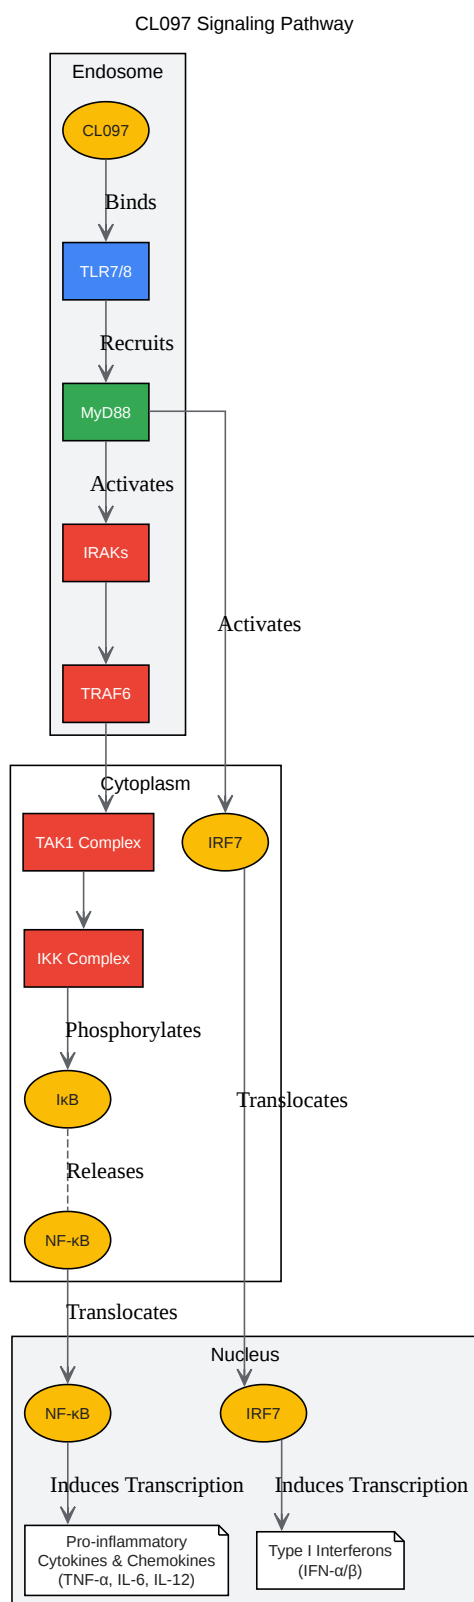 CL097 Signaling Pathway
Endosome
CL097
Binds
TLR7/8
Recruits
MyD88
Activates
IRAKs
Activates
TRAF6
Cytoplasm
TAK1 Complex
IRF7
IKK Complex
Phosphorylates
IκB
Translocates
Releases
NF-κB
Translocates
Nucleus
NF-κB
IRF7
Induces Transcription
Induces Transcription
Pro-inflammatory
Cytokines & Chemokines
(TNF-α, IL-6, IL-12)
Type I Interferons
(IFN-α/β)